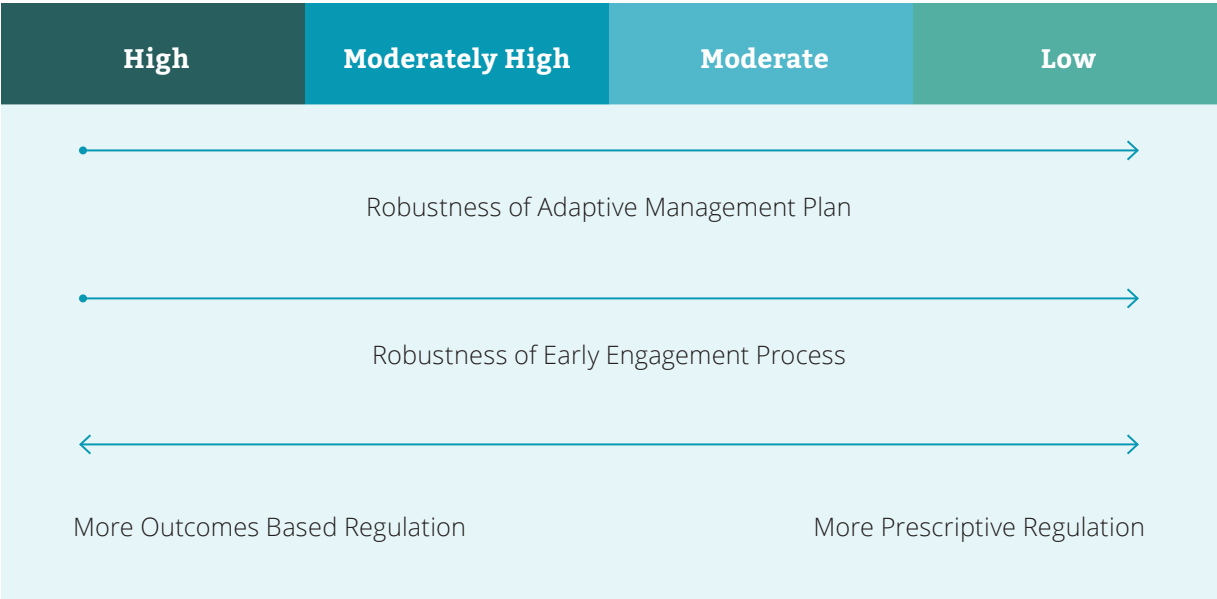 High Moderately High Moderate Low
Robustness of Adaptive Management Plan
Robustness of Early Engagement Process
More Outcomes Based Regulation More Prescriptive Regulation